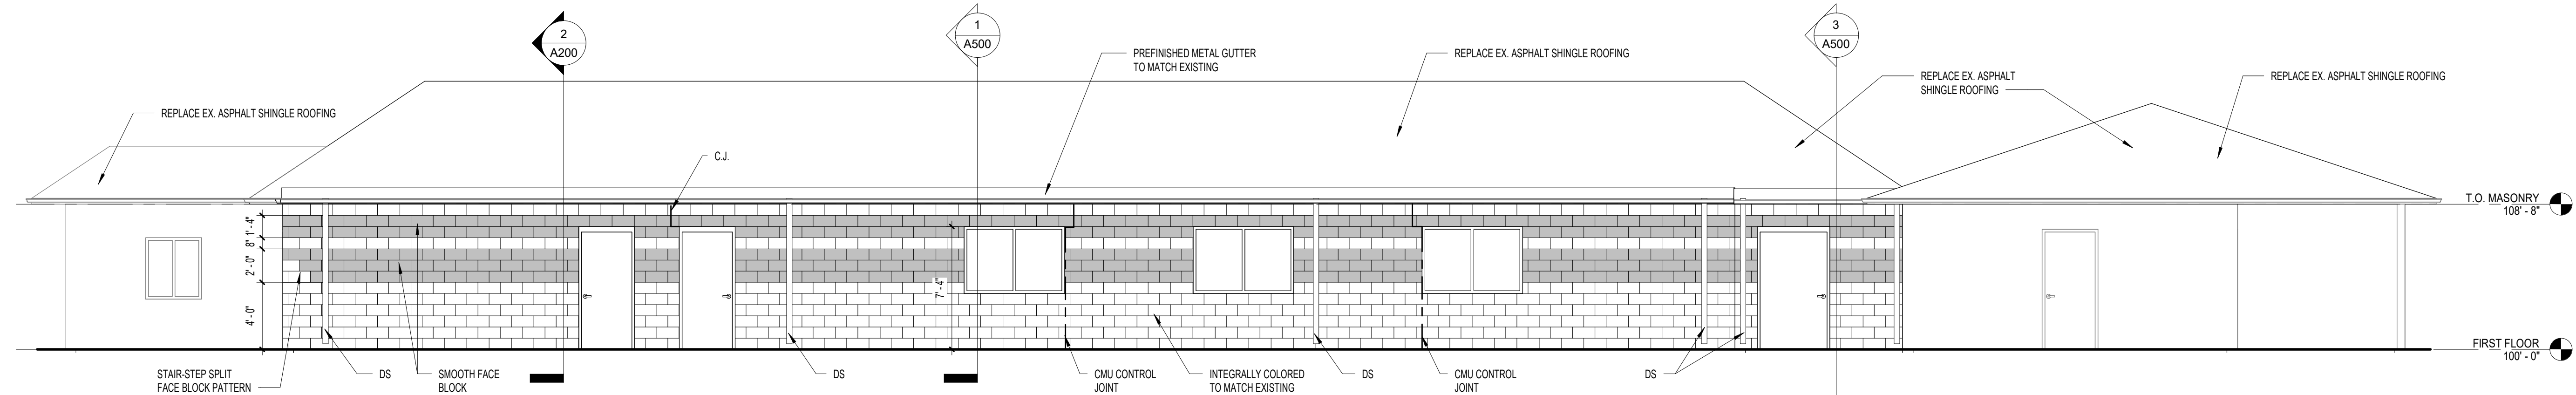 2
A200
1
A500
3
A500
PREFINISHED METAL GUTTER
TO MATCH EXISTING
REPLACE EX. ASPHALT SHINGLE ROOFING
REPLACE EX. ASPHALT
SHINGLE ROOFING
REPLACE EX. ASPHALT SHINGLE ROOFING
REPLACE EX. ASPHALT SHINGLE ROOFING
C.J.
T.O. MASONRY
108' - 8"
1' - 4"
8"
2' - 0"
4' - 0"
7' - 4"
FIRST FLOOR
100' - 0"
STAIR-STEP SPLIT
FACE BLOCK PATTERN
DS
SMOOTH FACE
BLOCK
DS
CMU CONTROL
JOINT
INTEGRALLY COLORED
TO MATCH EXISTING
DS
CMU CONTROL
JOINT
DS